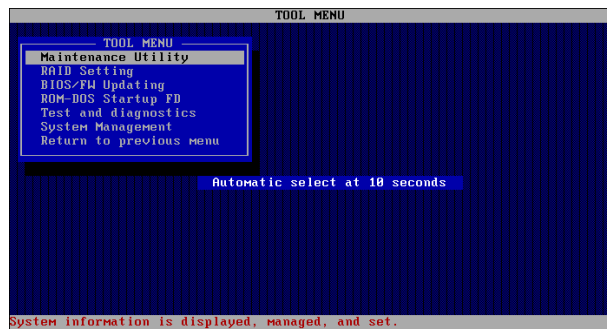 TOOL MENU
TOOL MENU
Maintenance Utility
RAID Setting
BIOS/FW Updating
ROM-DOS Startup FD
Test and diagnostics
System Management
Return to previous menu
Automatic select at 10 seconds
System information is displayed, managed, and set.